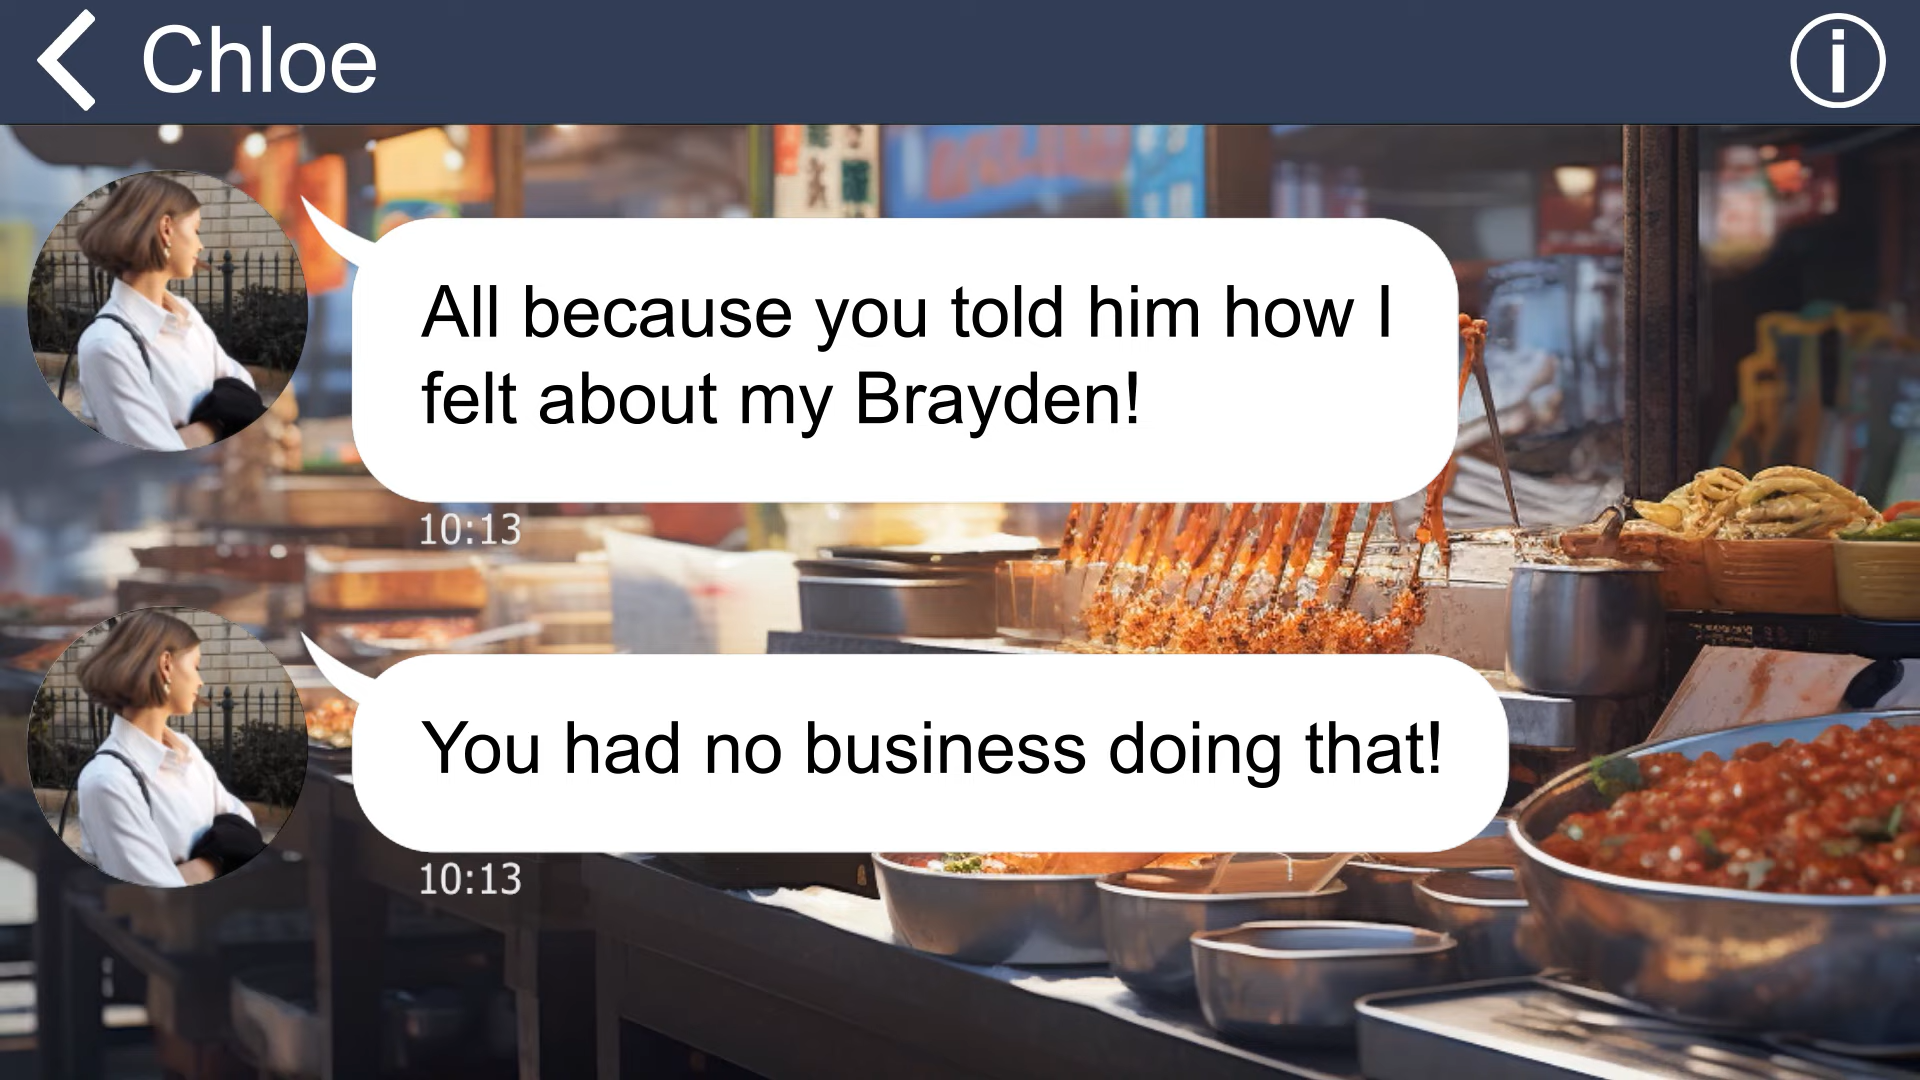 Chloe
All because you told him how I
felt about my Brayden!
10:13
You had no business doing that!
10:13